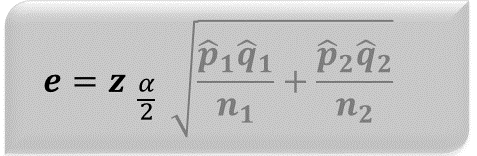 e = z α/2 √(p̂₁q̂₁/n₁ + p̂₂q̂₂/n₂)